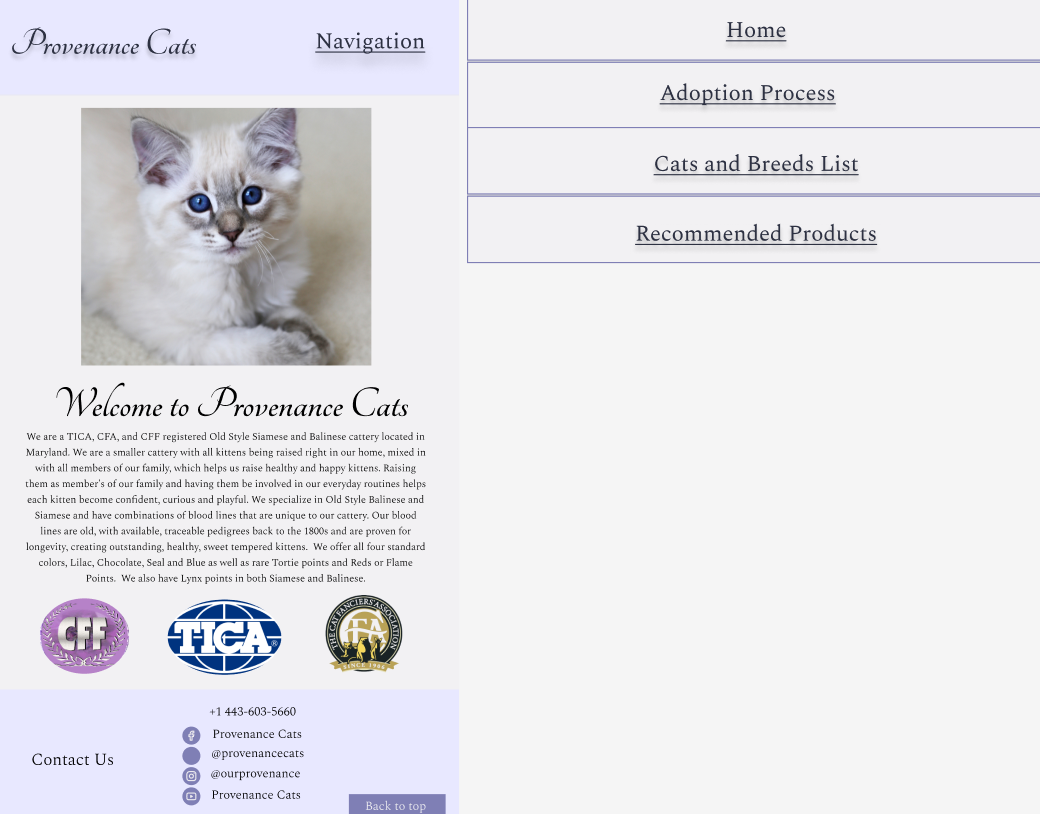 Provenance Cats
Navigation
Welcome to Provenance Cats
We are a TICA, CFA, and CFF registered Old Style Siamese and Balinese cattery located in
Maryland. We are a smaller cattery with all kittens being raised right in our home, mixed in
with all members of our family, which helps us raise healthy and happy kittens. Raising
them as member's of our family and having them be involved in our everyday routines helps
each kitten become confident, curious and playful. We specialize in Old Style Balinese and
Siamese and have combinations of blood lines that are unique to our cattery. Our blood
lines are old, with available, traceable pedigrees back to the 1800s and are proven for
longevity, creating outstanding, healthy, sweet tempered kittens.  We offer all four standard
colors, Lilac, Chocolate, Seal and Blue as well as rare Tortie points and Reds or Flame
Points.  We also have Lynx points in both Siamese and Balinese.
CFF
TICA®
THE CAT FANCIERS' ASSOCIATION
CFA
SINCE 1906
Contact Us
+1 443-603-5660
Provenance Cats
@provenancecats
@ourprovenance
Provenance Cats
Back to top
Home
Adoption Process
Cats and Breeds List
Recommended Products